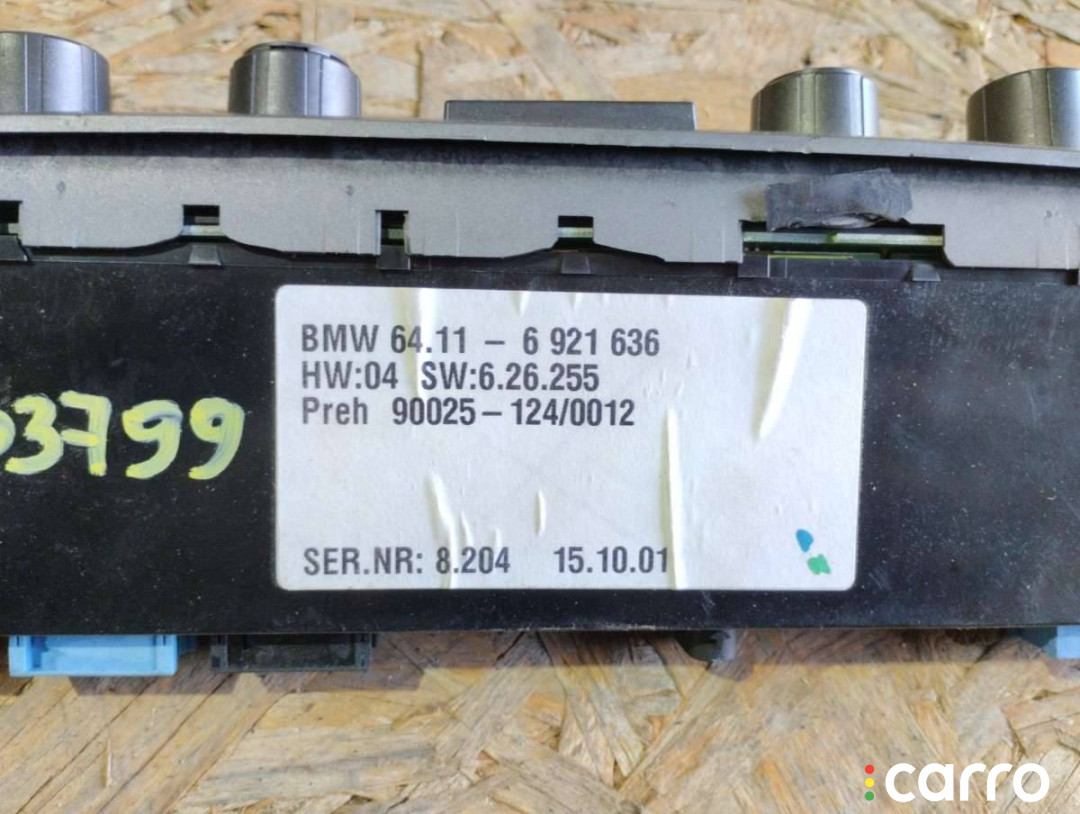 BMW 64.11 – 6 921 636
HW:04 SW:6.26.255
Preh 90025–124/0012
3799
SER.NR: 8.204 15.10.01
carro